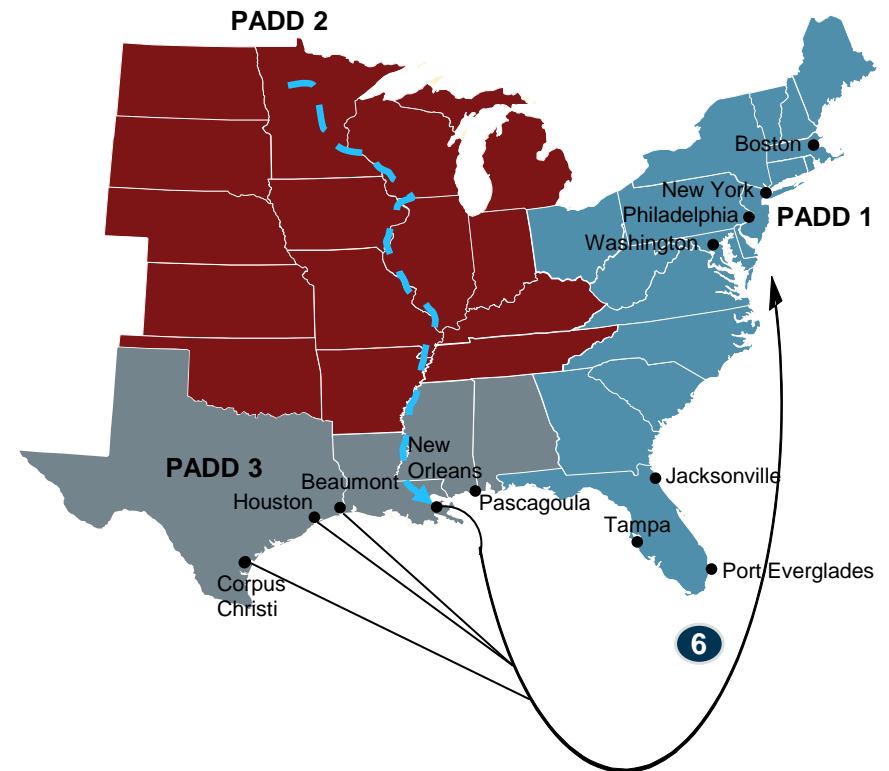 PADD 2
Boston
New York
Philadelphia
PADD 1
Washington
New
Orleans
PADD 3
Beaumont
Houston
Pascagoula
Jacksonville
Tampa
Port Everglades
Corpus
Christi
6